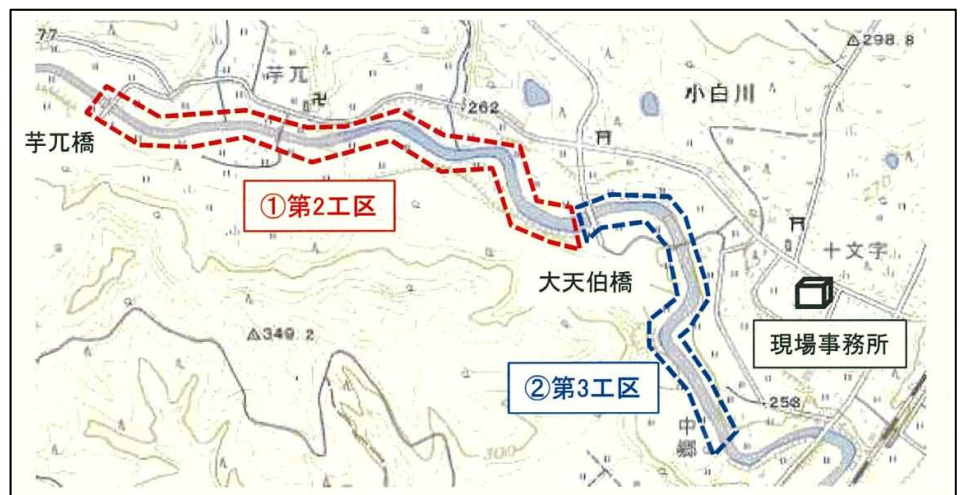 77
芋兀
卍
262
小白川
298.8
芋兀橋
①第2工区
十文字
大天伯橋
349.2
現場事務所
②第3工区
258
中郷
300